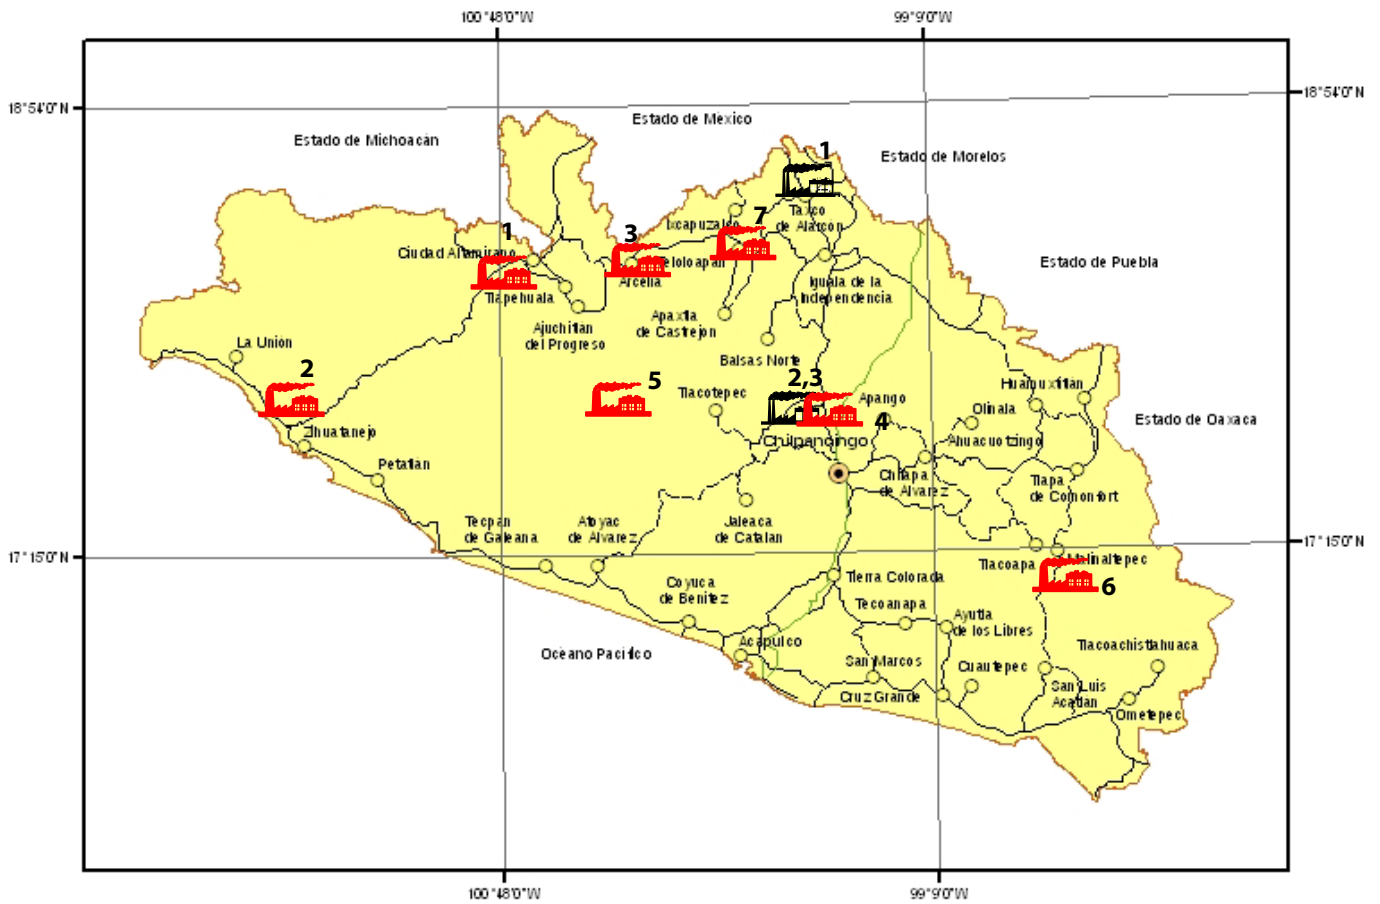 100°48'0"W
99°9'0"W
18°54'0"N
18°54'0"N
Estado de Mexico
Estado de Michoacán
Estado de Morelos
1
Ixcapuzalco
7
Taxco
de Alarcón
1
3
Ciudad Altamirano
Teloloapan
Estado de Puebla
Arcelia
Tlapehuala
Iguala de la
Independencia
Apaxtla
de Castrejon
Ajuchitlan
del Progreso
La Unión
Balsas Norte
2
5
2,3
Tlacotepec
Huamuxtitlan
Apango
4
Olinala
Estado de Oaxaca
Zihuatanejo
Chilpancingo
Ahuacuotzingo
Petatlan
Chilapa
de Alvarez
Tlapa
de Comonfort
Tecpan
de Galeana
Atoyac
de Alvarez
Jaleaca
de Catalan
17°15'0"N
17°15'0"N
Tlacoapa
Malinaltepec
Tierra Colorada
6
Coyuca
de Benitez
Tecoanapa
Ayutla
de los Libres
Océano Pacifico
Acapulco
Tlacoachistlahuaca
San Marcos
Cuautepec
Cruz Grande
San Luis
Acatlan
Ometepec
100°48'0"W
99°9'0"W